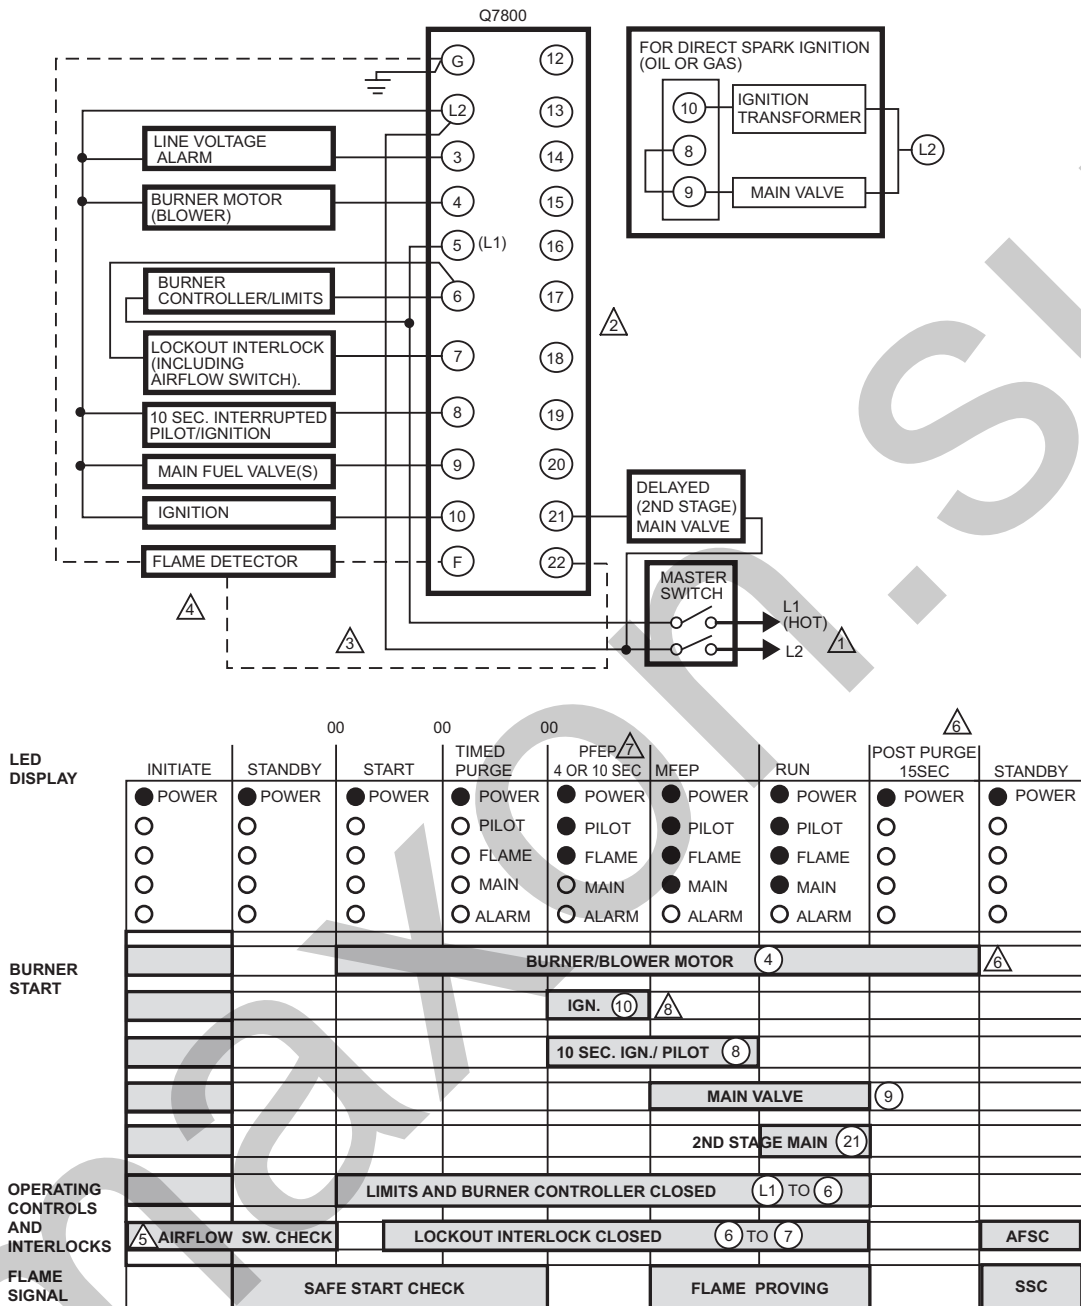 Q7800
G
12
L2
13
LINE VOLTAGE
ALARM
3
14
BURNER MOTOR
(BLOWER)
4
15
5 (L1)
16
BURNER
CONTROLLER/LIMITS
6
17
2
LOCKOUT INTERLOCK
(INCLUDING
AIRFLOW SWITCH).
7
18
10 SEC. INTERRUPTED
PILOT/IGNITION
8
19
MAIN FUEL VALVE(S)
9
20
IGNITION
10
21
DELAYED
(2ND STAGE)
MAIN VALVE
FLAME DETECTOR
F
22
4
3
MASTER
SWITCH
L1
(HOT)
L2
1
FOR DIRECT SPARK IGNITION
(OIL OR GAS)
10
IGNITION
TRANSFORMER
8
L2
9
MAIN VALVE
00 00 00
6
LED
DISPLAY
INITIATE
STANDBY
START
TIMED
PURGE
PFEP 7
4 OR 10 SEC
MFEP
RUN
POST PURGE
15SEC
STANDBY
POWER POWER POWER POWER POWER POWER POWER POWER POWER
PILOT PILOT PILOT PILOT
FLAME FLAME FLAME FLAME
MAIN MAIN MAIN MAIN
ALARM ALARM ALARM ALARM
BURNER
START
BURNER/BLOWER MOTOR 4
6
IGN. 10 8
10 SEC. IGN./ PILOT 8
MAIN VALVE 9
2ND STAGE MAIN 21
OPERATING
CONTROLS
AND
INTERLOCKS
LIMITS AND BURNER CONTROLLER CLOSED L1 TO 6
5 AIRFLOW SW. CHECK
LOCKOUT INTERLOCK CLOSED 6 TO 7
AFSC
FLAME
SIGNAL
SAFE START CHECK
FLAME PROVING
SSC